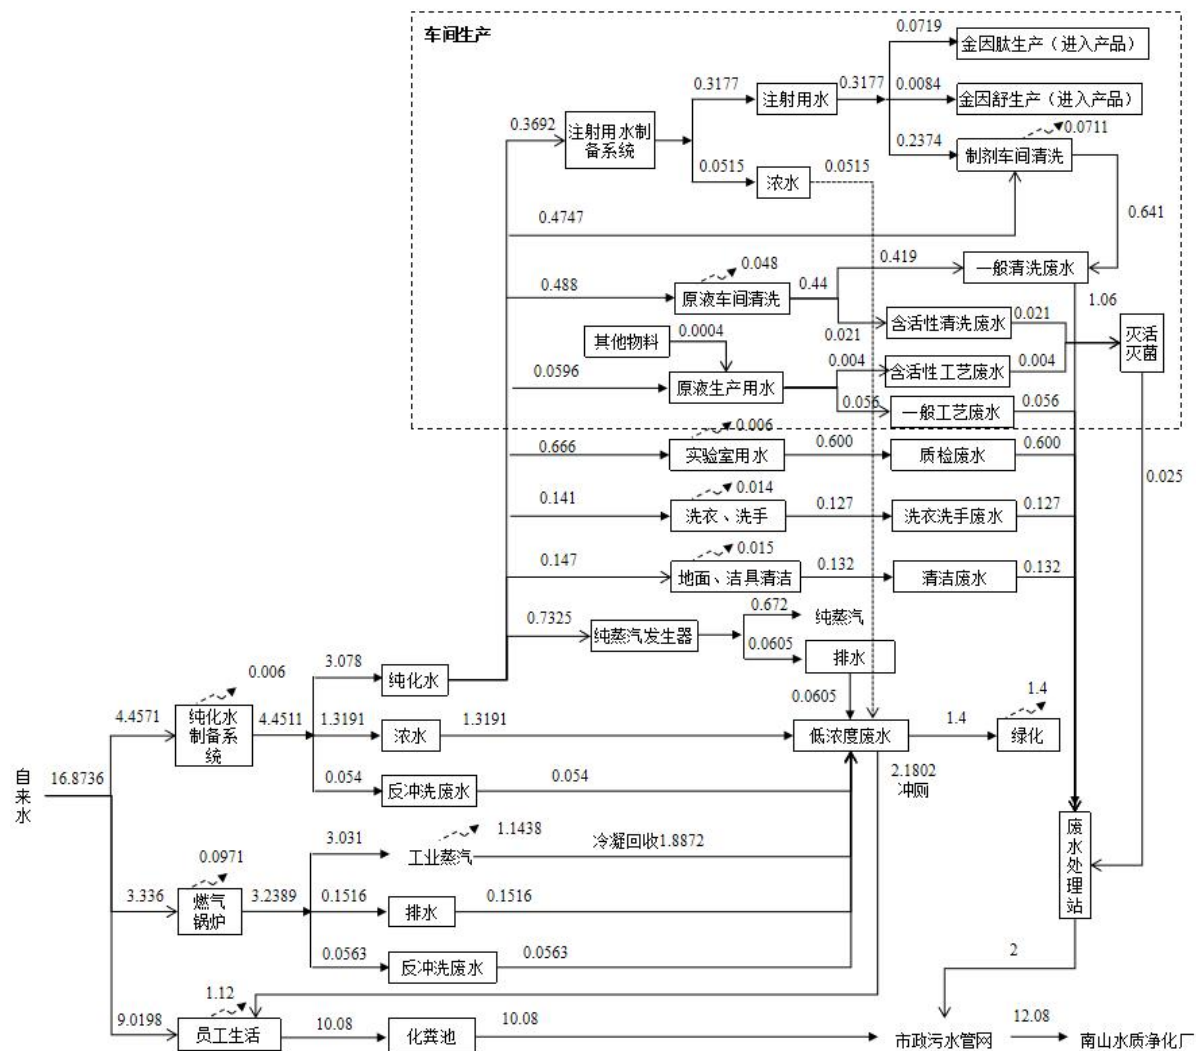 车间生产
0.0719
金因肽生产（进入产品）
0.3177
注射用水
0.3177
0.0084
金因舒生产（进入产品）
0.3692
注射用水制
备系统
0.0711
0.2374
制剂车间清洗
0.0515
浓水
0.0515
0.4747
0.641
0.048
0.419
一般清洗废水
0.488
原液车间清洗
0.44
1.06
0.021
含活性清洗废水
0.021
灭活
灭菌
其他物料
0.0004
0.004
含活性工艺废水
0.004
0.0596
原液生产用水
0.056
一般工艺废水
0.056
0.006
0.666
实验室用水
0.600
质检废水
0.600
0.025
0.014
0.141
洗衣、洗手
0.127
洗衣洗手废水
0.127
0.015
0.147
地面、洁具清洁
0.132
清洁废水
0.132
0.672
纯蒸汽
0.7325
纯蒸汽发生器
0.0605
排水
0.0605
0.006
3.078
纯化水
4.4571
纯化水
制备系
统
4.4511
1.3191
浓水
1.3191
低浓度废水
1.4
绿化
1.4
0.054
反冲洗废水
0.054
2.1802
冲厕
自
来
水
16.8736
0.0971
3.031
工业蒸汽
1.1438
冷凝回收1.8872
废
水
处
理
站
3.336
燃气
锅炉
3.2389
0.1516
排水
0.1516
0.0563
反冲洗废水
0.0563
2
1.12
9.0198
员工生活
10.08
化粪池
10.08
市政污水管网
12.08
南山水质净化厂